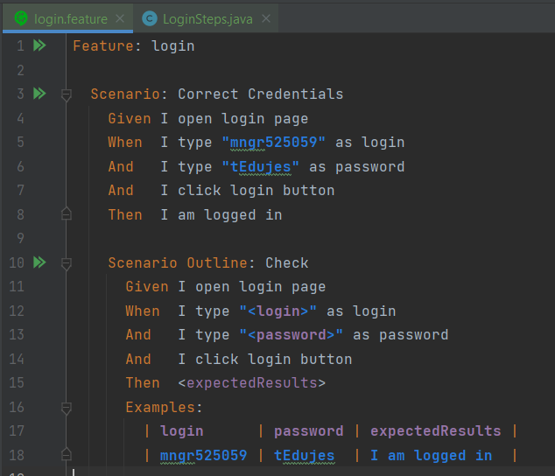 login.feature LoginSteps.java
1 Feature: login
2
3 Scenario: Correct Credentials
4 Given I open login page
5 When I type "mngr525059" as login
6 And I type "tEdujes" as password
7 And I click login button
8 Then I am logged in
9
10 Scenario Outline: Check
11 Given I open login page
12 When I type "<login>" as login
13 And I type "<password>" as password
14 And I click login button
15 Then <expectedResults>
16 Examples:
17 | login | password | expectedResults |
18 | mngr525059 | tEdujes | I am logged in |